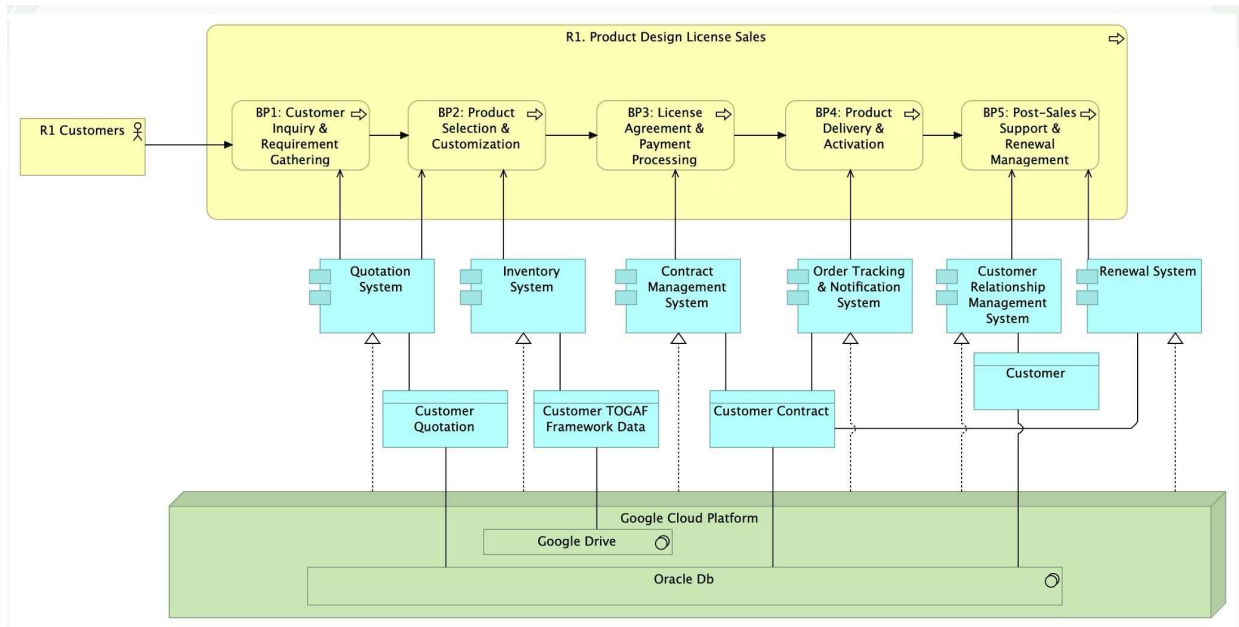 R1. Product Design License Sales
R1 Customers
BP1: Customer
Inquiry &
Requirement
Gathering
BP2: Product
Selection &
Customization
BP3: License
Agreement &
Payment
Processing
BP4: Product
Delivery &
Activation
BP5: Post-Sales
Support &
Renewal
Management
Quotation
System
Inventory
System
Contract
Management
System
Order Tracking
& Notification
System
Customer
Relationship
Management
System
Renewal System
Customer
Customer
Quotation
Customer TOGAF
Framework Data
Customer Contract
Google Cloud Platform
Google Drive
Oracle Db